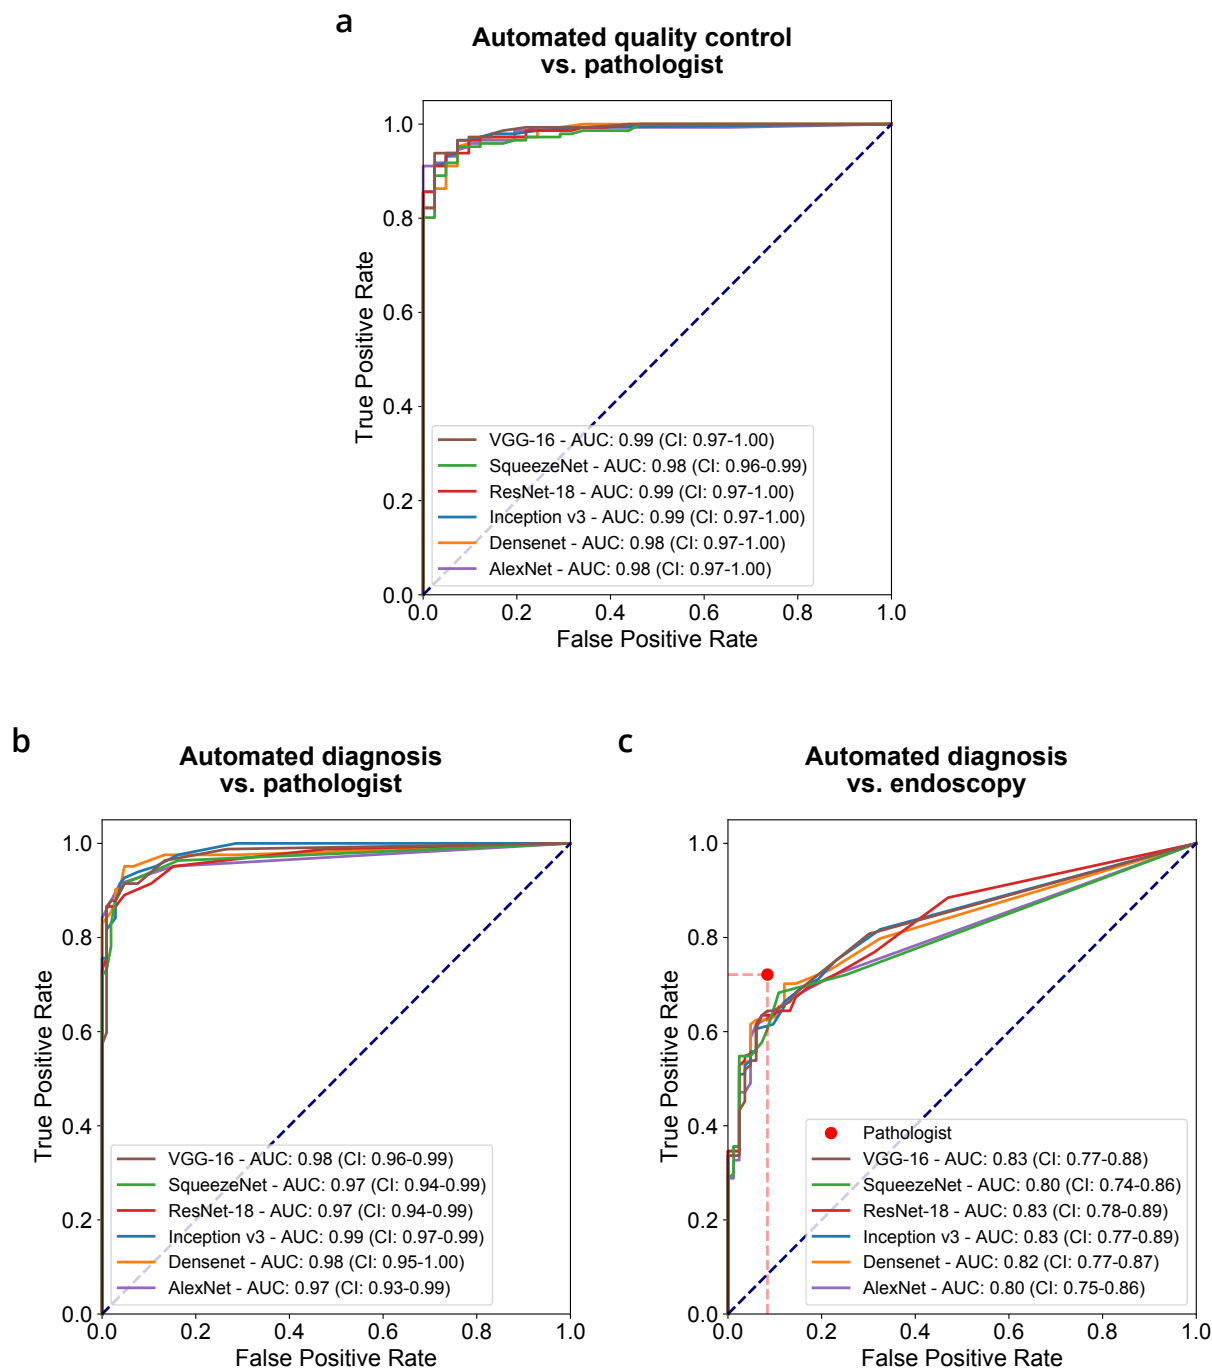 a
Automated quality control
vs. pathologist
True Positive Rate
1.0
0.8
0.6
0.4
0.2
0.0
VGG-16 - AUC: 0.99 (CI: 0.97-1.00)
SqueezeNet - AUC: 0.98 (CI: 0.96-0.99)
ResNet-18 - AUC: 0.99 (CI: 0.97-1.00)
Inception v3 - AUC: 0.99 (CI: 0.97-1.00)
Densenet - AUC: 0.98 (CI: 0.97-1.00)
AlexNet - AUC: 0.98 (CI: 0.97-1.00)
0.0 0.2 0.4 0.6 0.8 1.0
False Positive Rate
b
Automated diagnosis
vs. pathologist
True Positive Rate
1.0
0.8
0.6
0.4
0.2
0.0
VGG-16 - AUC: 0.98 (CI: 0.96-0.99)
SqueezeNet - AUC: 0.97 (CI: 0.94-0.99)
ResNet-18 - AUC: 0.97 (CI: 0.94-0.99)
Inception v3 - AUC: 0.99 (CI: 0.97-0.99)
Densenet - AUC: 0.98 (CI: 0.95-1.00)
AlexNet - AUC: 0.97 (CI: 0.93-0.99)
0.0 0.2 0.4 0.6 0.8 1.0
False Positive Rate
c
Automated diagnosis
vs. endoscopy
True Positive Rate
1.0
0.8
0.6
0.4
0.2
0.0
Pathologist
VGG-16 - AUC: 0.83 (CI: 0.77-0.88)
SqueezeNet - AUC: 0.80 (CI: 0.74-0.86)
ResNet-18 - AUC: 0.83 (CI: 0.78-0.89)
Inception v3 - AUC: 0.83 (CI: 0.77-0.89)
Densenet - AUC: 0.82 (CI: 0.77-0.87)
AlexNet - AUC: 0.80 (CI: 0.75-0.86)
0.0 0.2 0.4 0.6 0.8 1.0
False Positive Rate